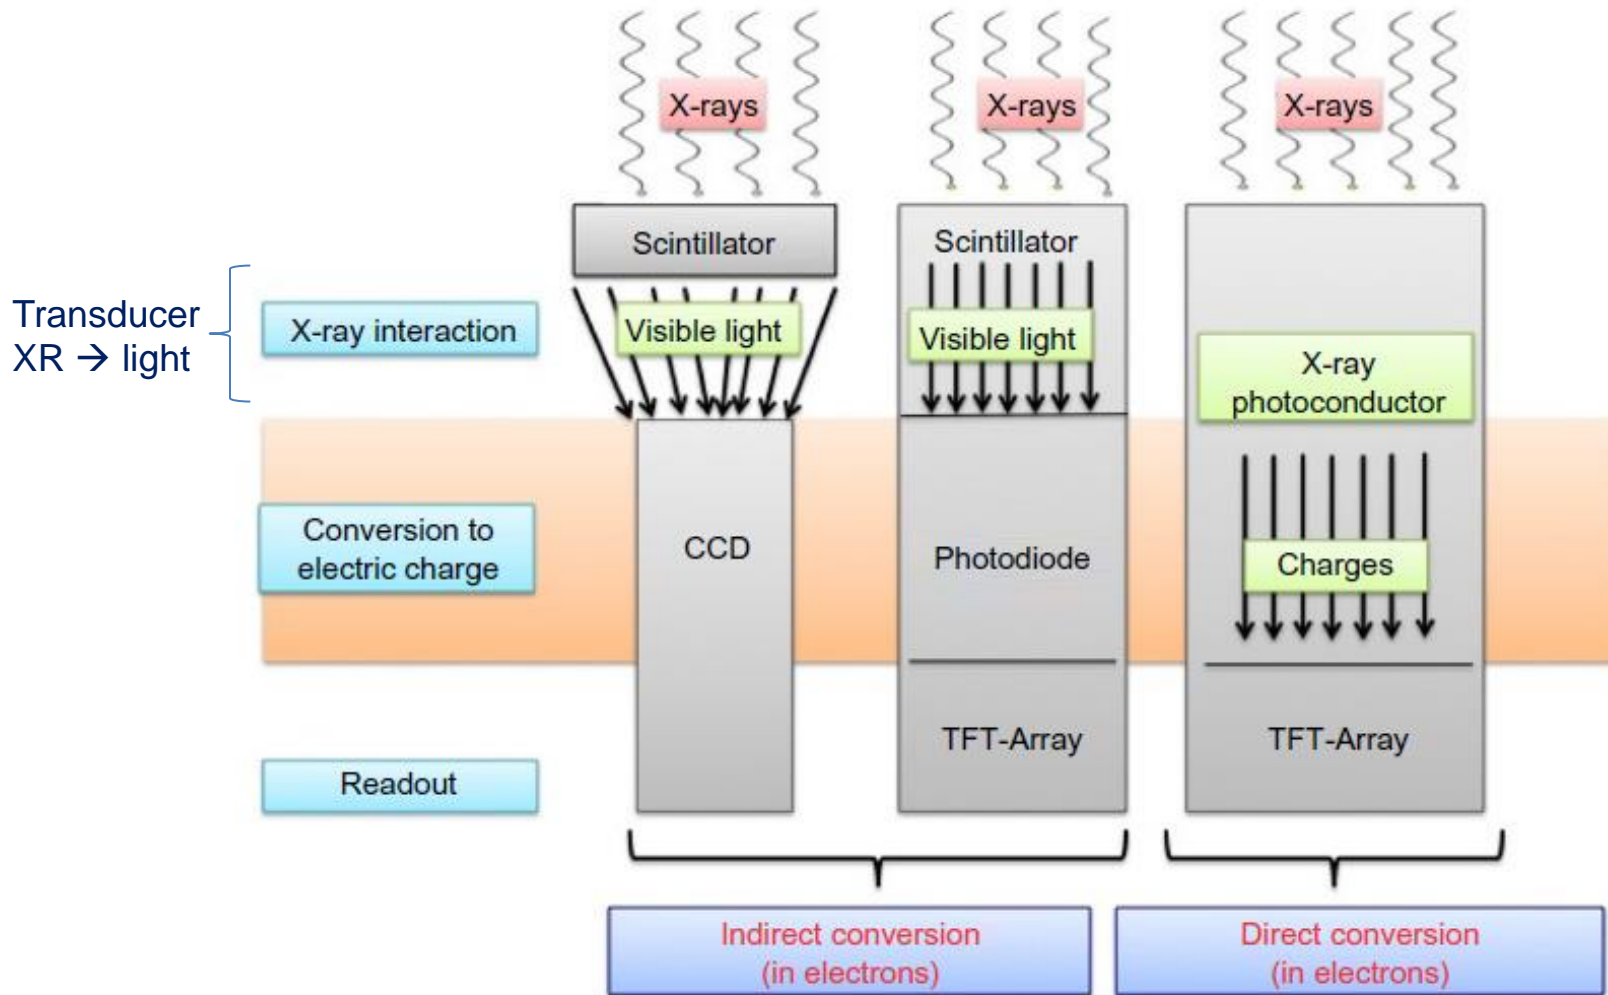 X-rays
X-rays
X-rays
Scintillator
Scintillator
Transducer
XR → light
X-ray interaction
Visible light
Visible light
X-ray
photoconductor
Conversion to
electric charge
CCD
Photodiode
Charges
Readout
TFT-Array
TFT-Array
Indirect conversion
(in electrons)
Direct conversion
(in electrons)